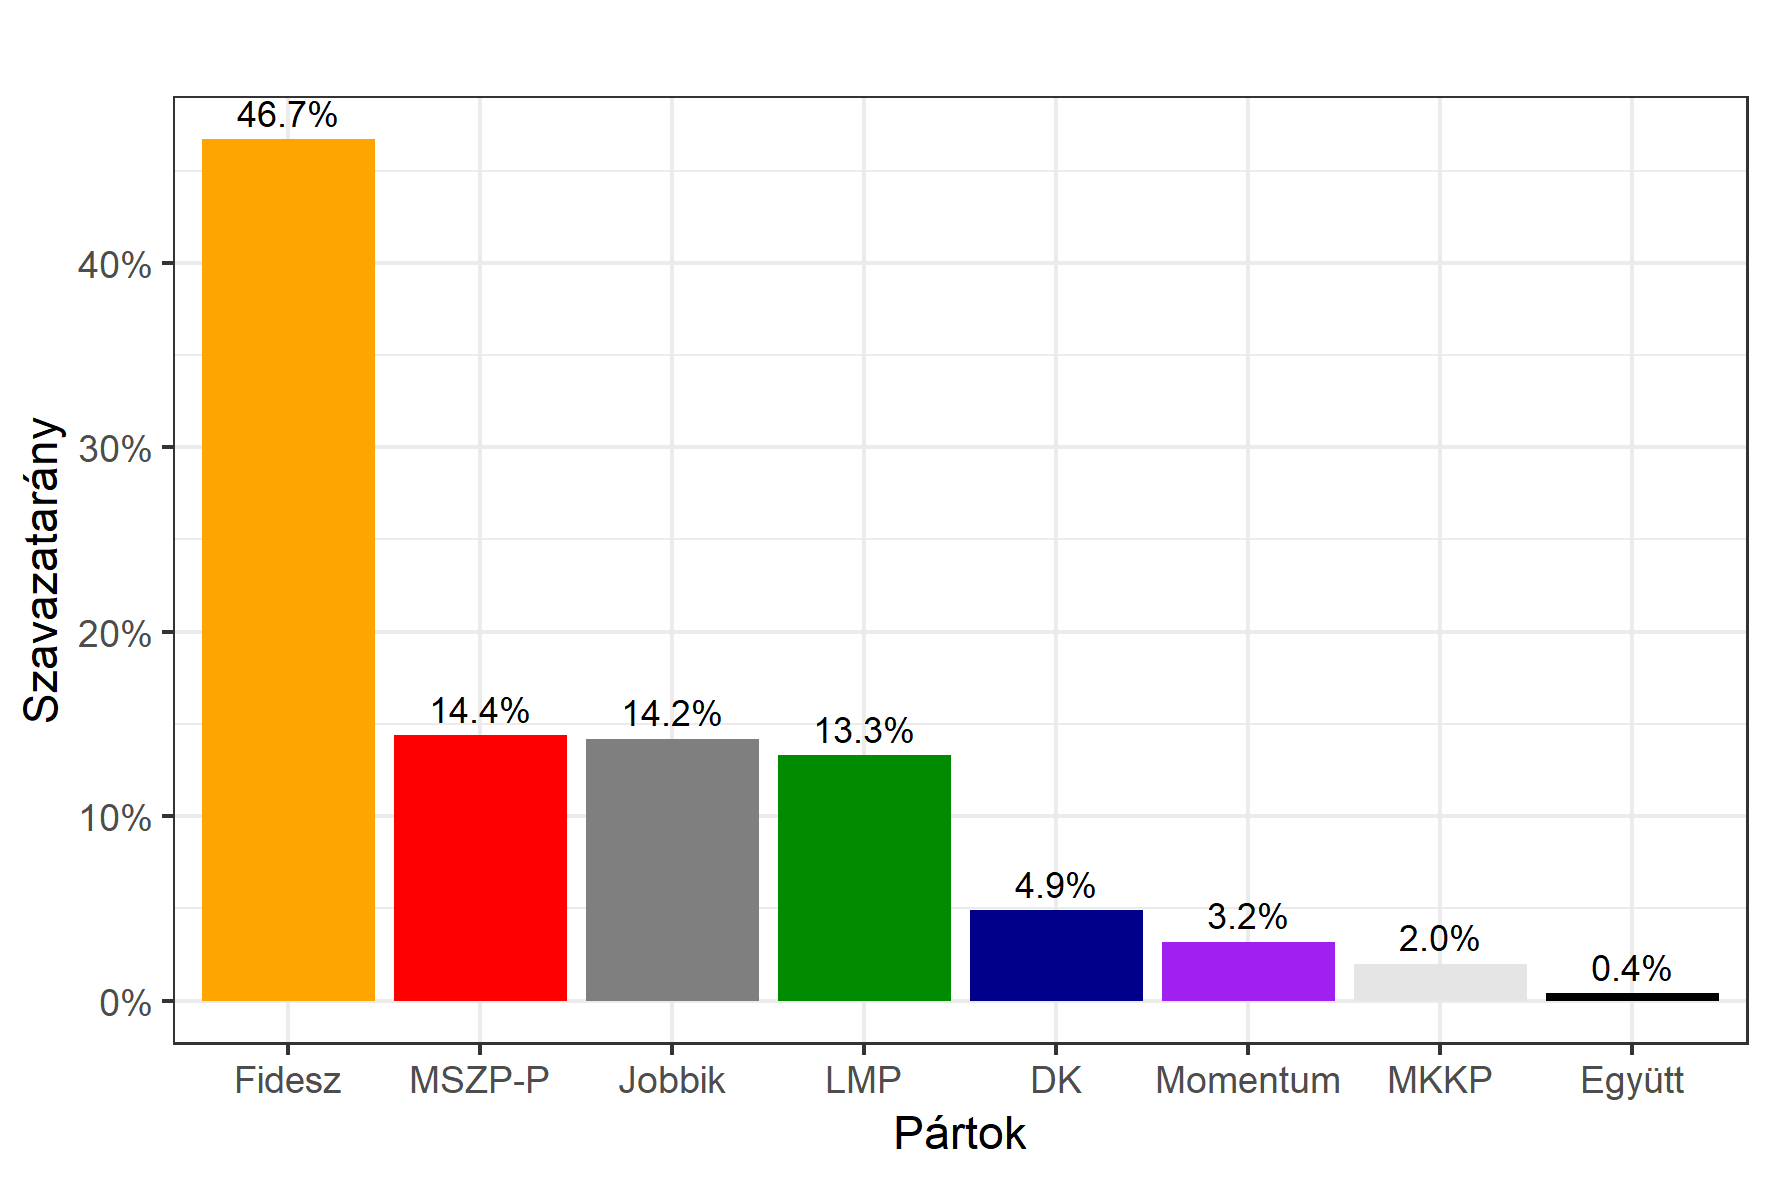 46.7%
14.4%
14.2%
13.3%
4.9%
3.2%
2.0%
0.4%
40%
30%
20%
10%
0%
Szavazatarány
Fidesz
MSZP-P
Jobbik
LMP
DK
Momentum
MKKP
Együtt
Pártok